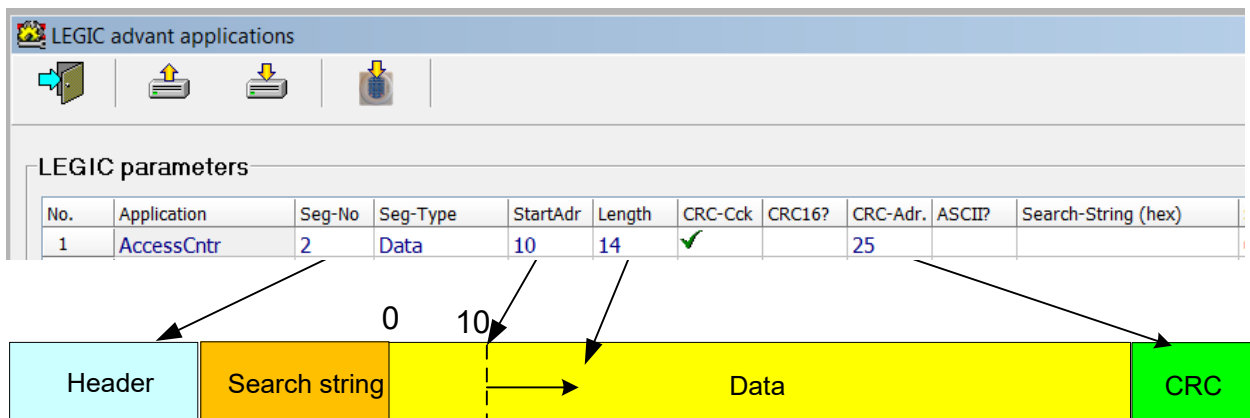 LEGIC advant applications
LEGIC parameters
No. Application Seg-No Seg-Type StartAdr Length CRC-Cck CRC16? CRC-Adr. ASCII? Search-String (hex)
1 AccessCntr 2 Data 10 14 ✓ 25
0 10
Header Search string Data CRC